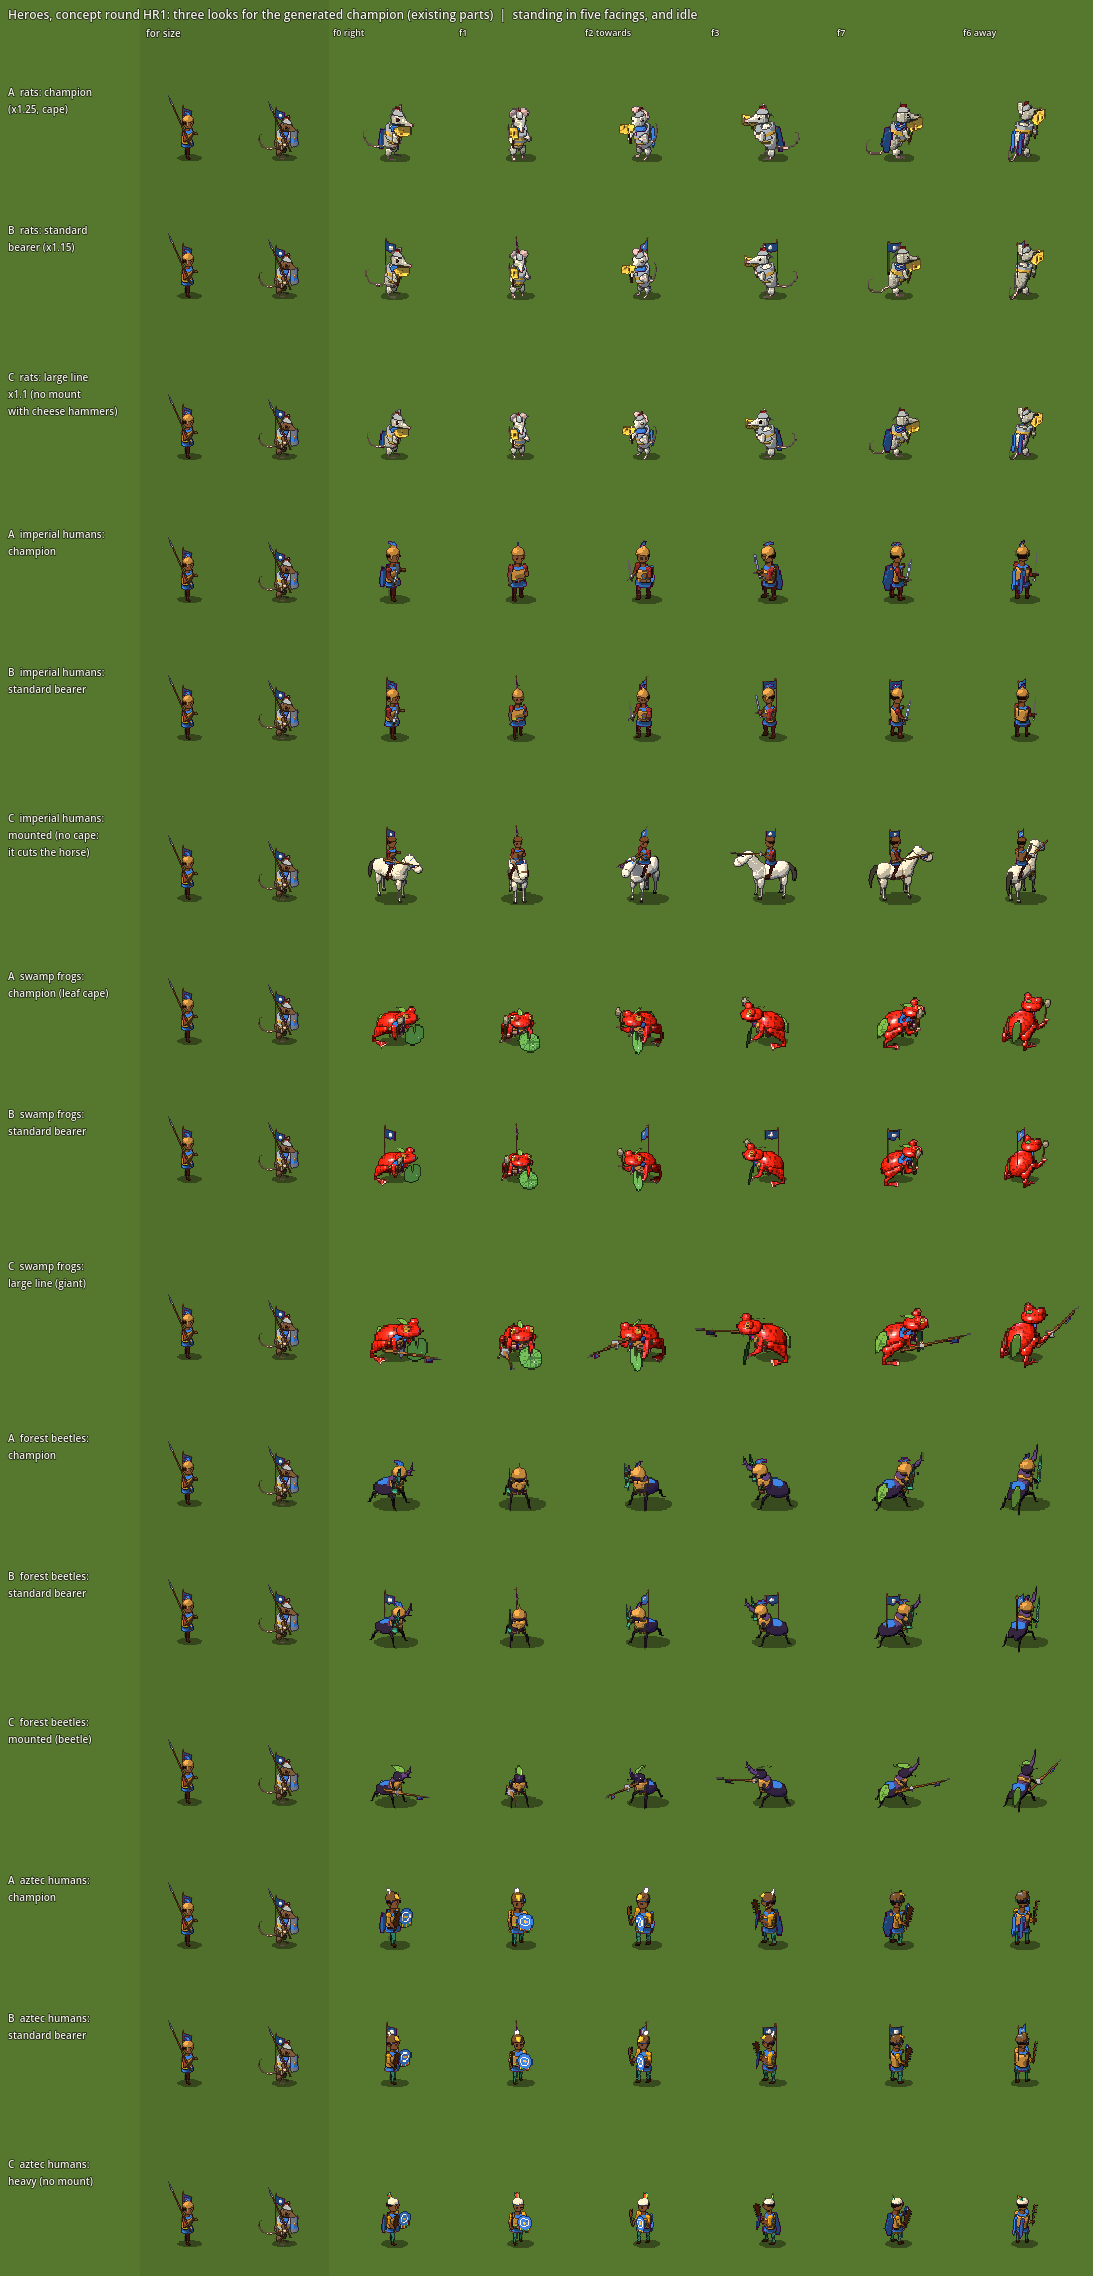 Heroes, concept round HR1: three looks for the generated champion (existing parts)  |  standing in five facings, and idle
for size
f0 right
f1
f2 towards
f3
f7
f6 away
A  rats: champion
(x1.25, cape)
B  rats: standard
bearer (x1.15)
C  rats: large line
x1.1 (no mount
with cheese hammers)
A  imperial humans:
champion
B  imperial humans:
standard bearer
C  imperial humans:
mounted (no cape:
it cuts the horse)
A  swamp frogs:
champion (leaf cape)
B  swamp frogs:
standard bearer
C  swamp frogs:
large line (giant)
A  forest beetles:
champion
B  forest beetles:
standard bearer
C  forest beetles:
mounted (beetle)
A  aztec humans:
champion
B  aztec humans:
standard bearer
C  aztec humans:
heavy (no mount)